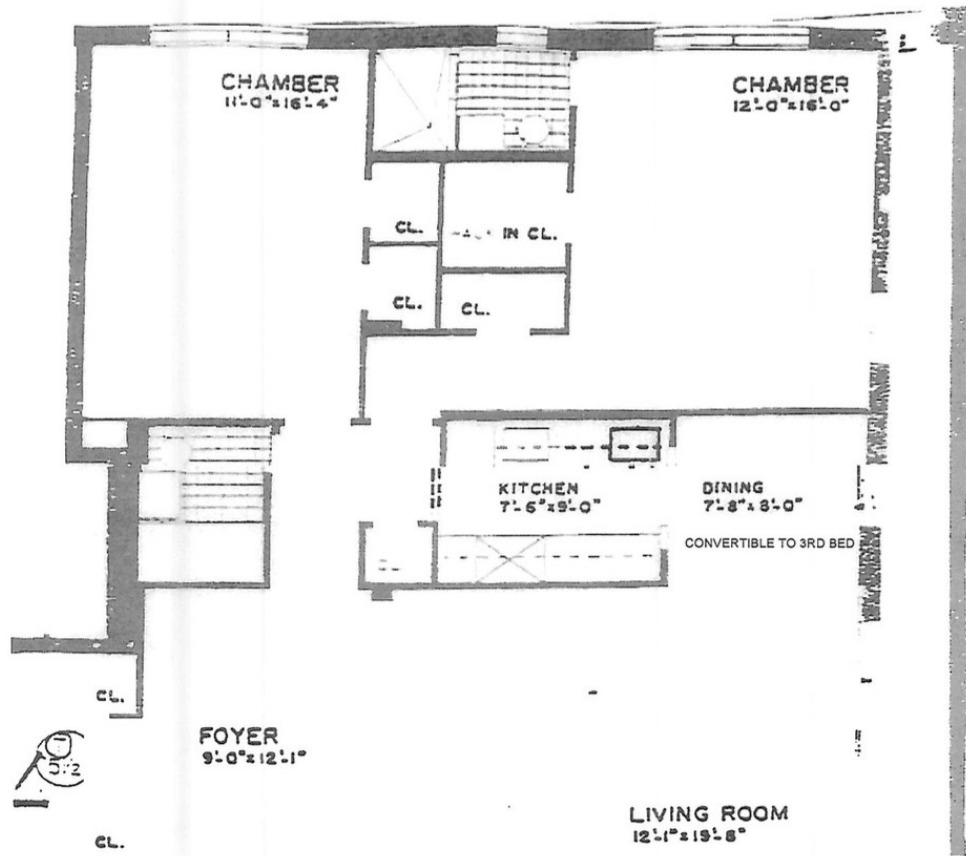 CHAMBER
11'-0"x16'-4"
CHAMBER
12'-0"x16'-0"
CL.
IN CL.
CL.
CL.
KITCHEN
7'-6"x9'-0"
DINING
7'-8"x8'-0"
CONVERTIBLE TO 3RD BED
CL.
FOYER
9'-0"x12'-1"
LIVING ROOM
12'-1"x19'-8"
CL.